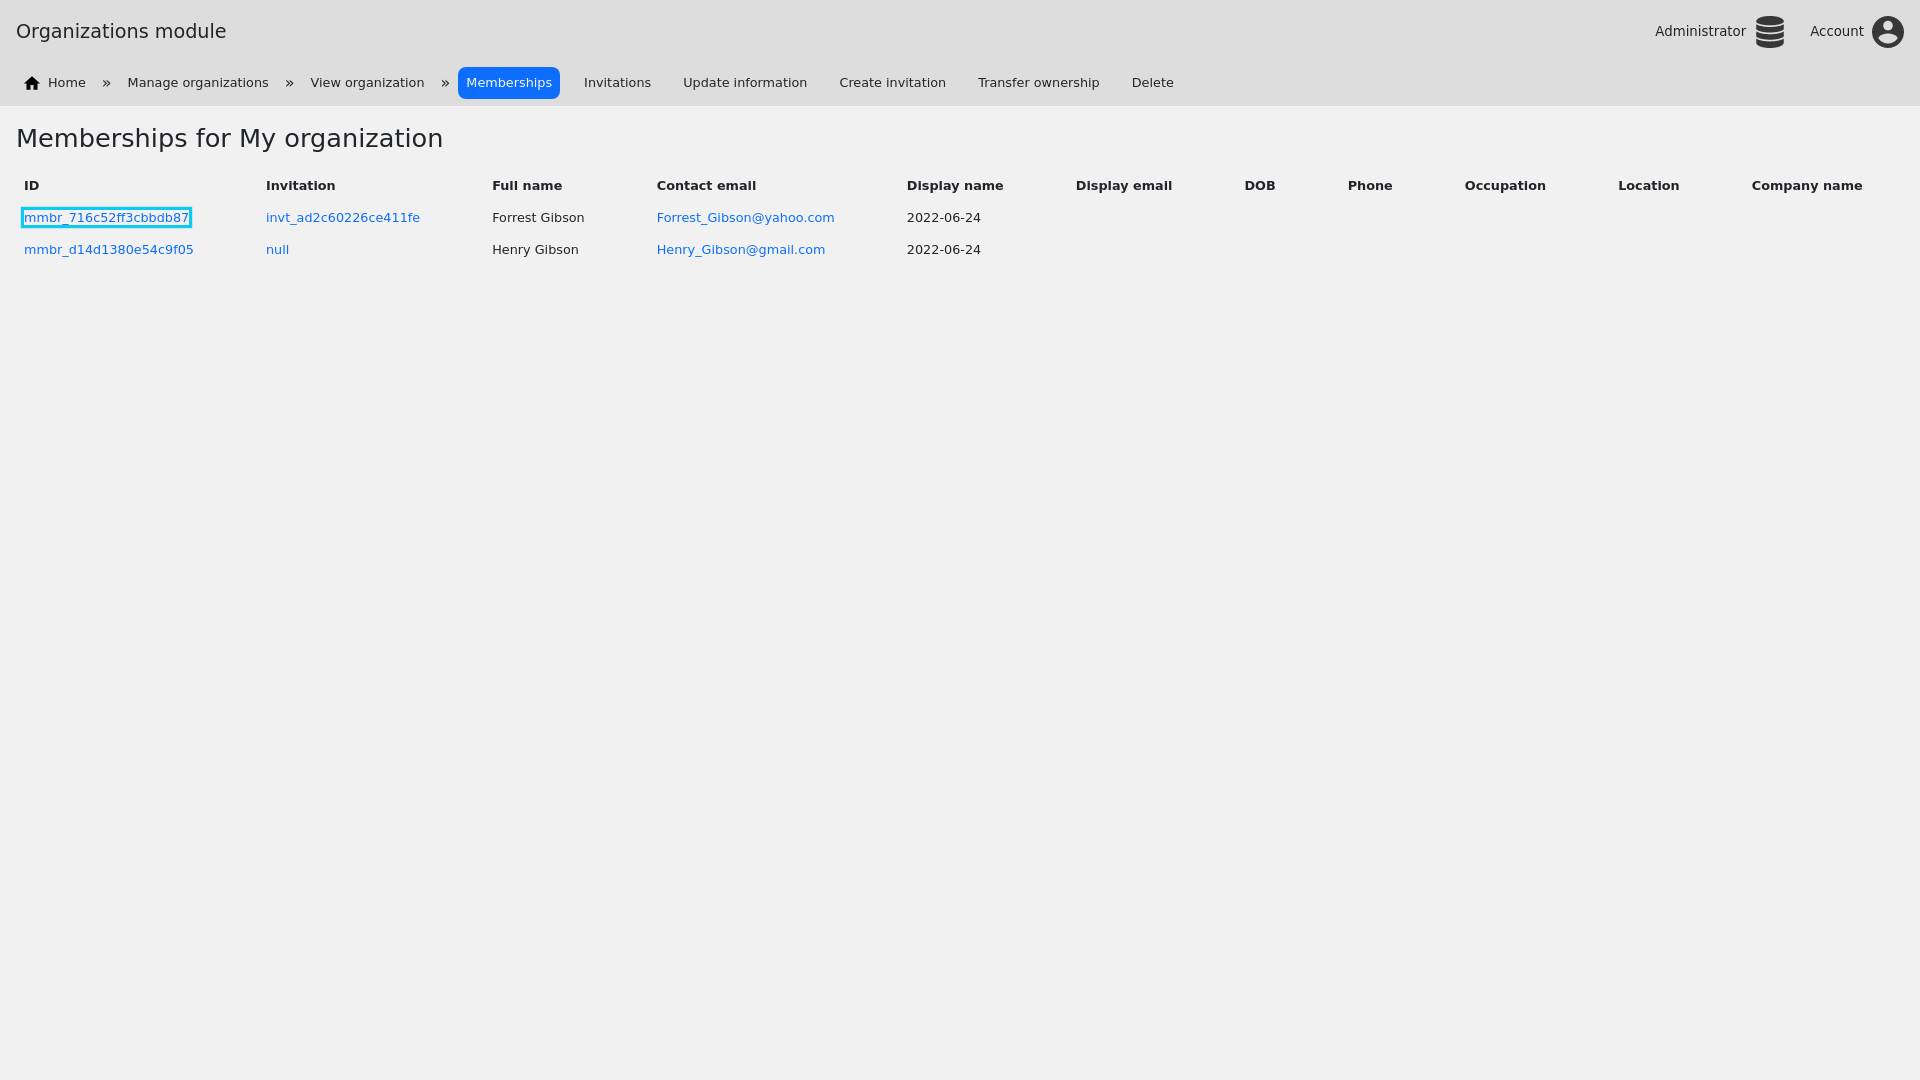 Organizations module
Administrator
Account
Home » Manage organizations » View organization » Memberships Invitations Update information Create invitation Transfer ownership Delete
Memberships for My organization
ID Invitation Full name Contact email Display name Display email DOB Phone Occupation Location Company name
mmbr_716c52ff3cbbdb87 invt_ad2c60226ce411fe Forrest Gibson Forrest_Gibson@yahoo.com 2022-06-24
mmbr_d14d1380e54c9f05 null Henry Gibson Henry_Gibson@gmail.com 2022-06-24